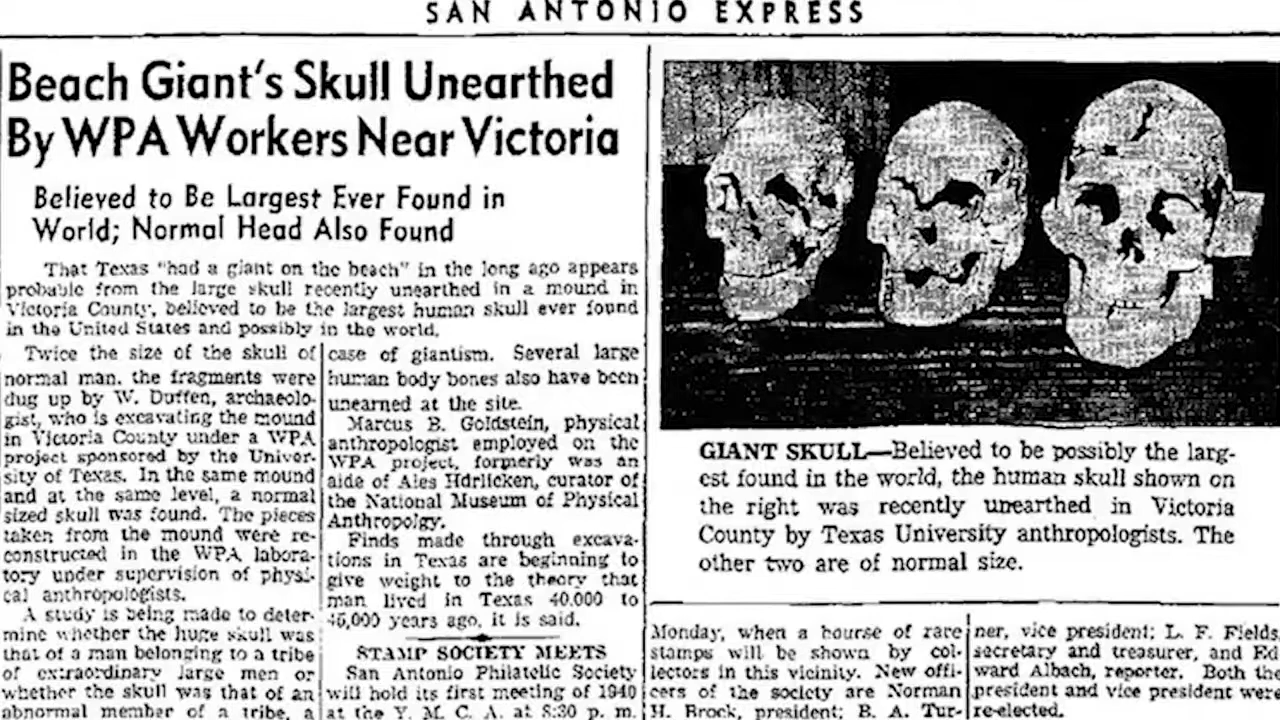 SAN ANTONIO EXPRESS
Beach Giant's Skull Unearthed
By WPA Workers Near Victoria
Believed to Be Largest Ever Found in
World; Normal Head Also Found
That Texas "had a giant on the beach" in the long ago appears
probable from the large skull recently unearthed in a mound in
Victoria County, believed to be the largest human skull ever found
in the United States and possibly in the world.
Twice the size of the skull of
normal man, the fragments were
dug up by W. Duffen, archaeolo-
gist, who is excavating the mound
in Victoria County under a WPA
project sponsored by the Univer-
sity of Texas. In the same mound
and at the same level, a normal
sized skull was found. The pieces
taken from the mound were re-
constructed in the WPA labora-
tory under supervision of physi-
cal anthropologists.
A study is being made to deter-
mine whether the huge skull was
that of a man belonging to a tribe
of extraordinary large men or
whether the skull was that of an
abnormal member of a tribe, a
case of giantism. Several large
human body bones also have been
unearned at the site.
Marcus B. Goldstein, physical
anthropologist employed on the
WPA project, formerly was an
aide of Ales Hdrlicken, curator of
the National Museum of Physical
Anthropolgy.
Finds made through excava-
tions in Texas are beginning to
give weight to the theory that
man lived in Texas 40,000 to
45,000 years ago, it is said.
STAMP SOCIETY MEETS
San Antonio Philatelic Society
will hold its first meeting of 1940
at the Y. M. C. A. at 8:30 p. m.
GIANT SKULL—Believed to be possibly the larg-
est found in the world, the human skull shown on
the right was recently unearthed in Victoria
County by Texas University anthropologists. The
other two are of normal size.
Monday, when a bourse of rare
stamps will be shown by col-
lectors in this vicinity. New offi-
cers of the society are Norman
H. Brock, president; B. A. Tur-
ner, vice president; L. F. Fields,
secretary and treasurer, and Ed
ward Albach, reporter. Both the
president and vice president were
re-elected.